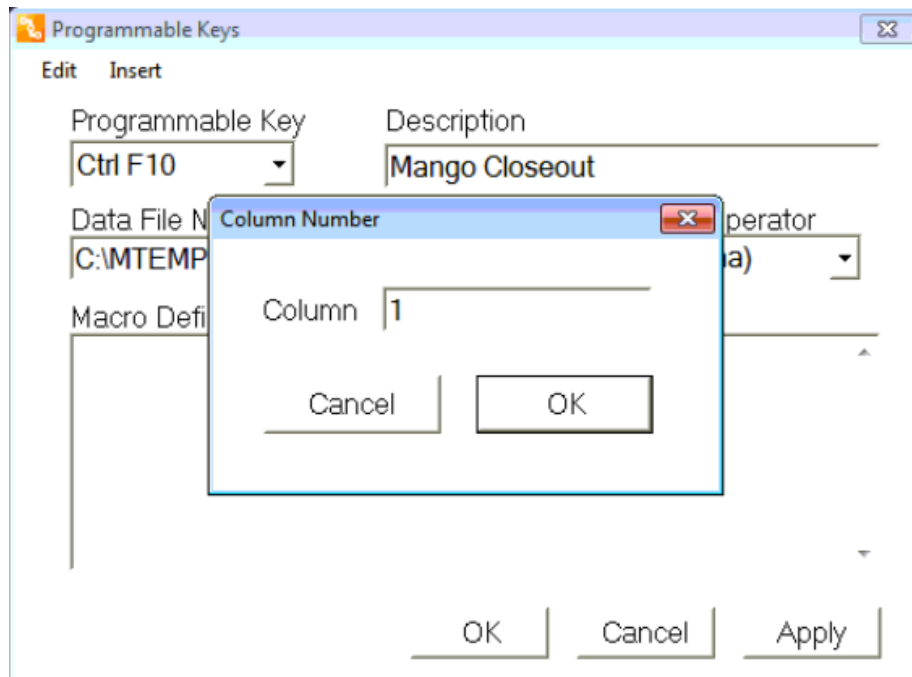 Programmable Keys
Edit Insert
Programmable Key Description
Ctrl F10 Mango Closeout
Data File N Column Number perator
C:\MTEMP a)
Column 1
Macro Defi
Cancel OK
OK Cancel Apply